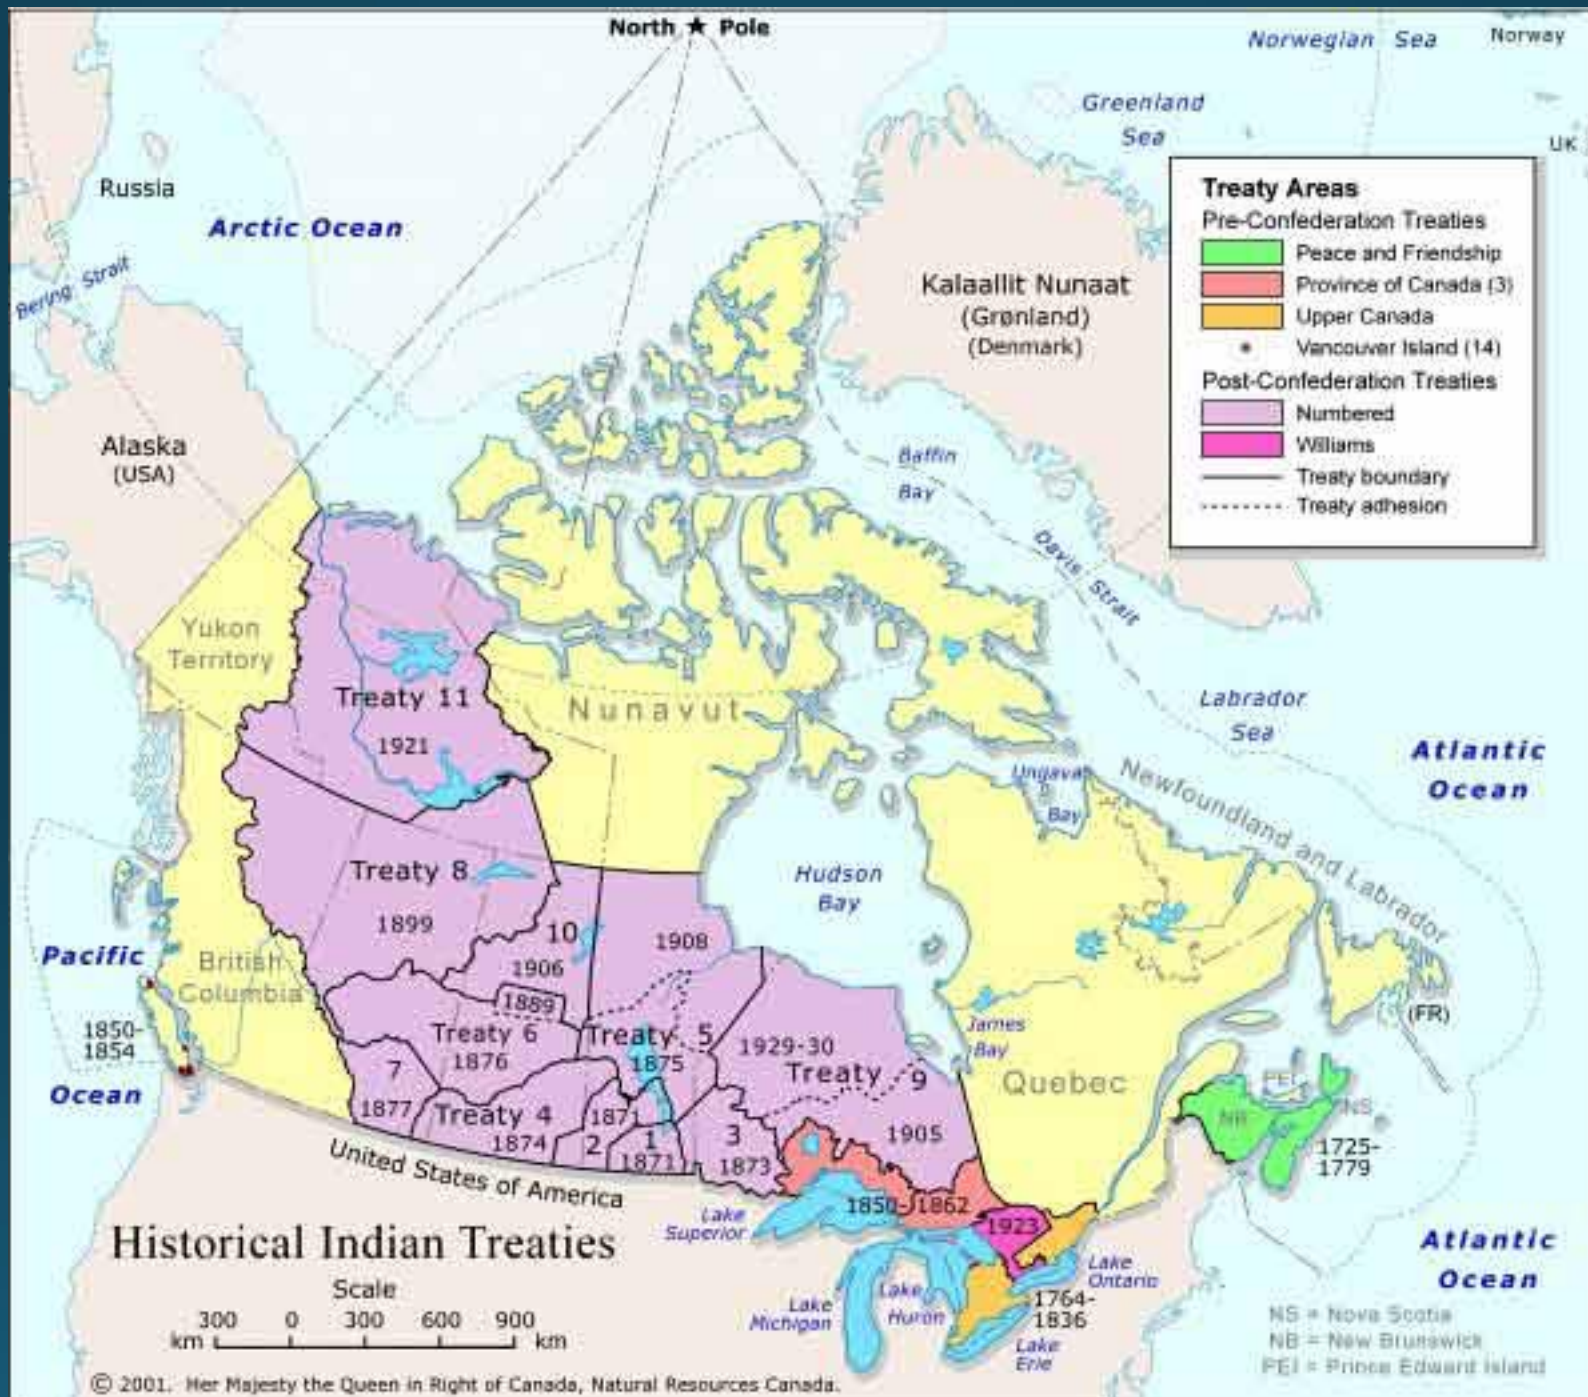 North ★ Pole
Norwegian Sea
Norway
Greenland
Sea
UK
Russia
Arctic Ocean
Bering Strait
Kalaallit Nunaat
(Grønland)
(Denmark)
Treaty Areas
Pre-Confederation Treaties
Peace and Friendship
Province of Canada (3)
Upper Canada
Vancouver Island (14)
Post-Confederation Treaties
Numbered
Williams
Treaty boundary
Treaty adhesion
Alaska
(USA)
Baffin
Bay
Davis Strait
Yukon
Territory
Nunavut
Treaty 11
1921
Labrador
Sea
Atlantic
Ocean
Ungava
Bay
Newfoundland and Labrador
Treaty 8
1899
Hudson
Bay
10
1906
1908
1889
Pacific
Ocean
British
Columbia
1850-
1854
Treaty 6
1876
Treaty 5
1875
1929-30
Treaty 9
1905
James
Bay
Quebec
(FR)
PEI
NB
NS
1725-
1779
7
1877
Treaty 4
1874
1871
2
1
1871
3
1873
United States of America
1850-1862
1923
Lake
Superior
Lake
Michigan
Lake
Huron
Lake
Ontario
1764-
1836
Lake
Erie
Atlantic
Ocean
Historical Indian Treaties
Scale
300 0 300 600 900
km km
NS = Nova Scotia
NB = New Brunswick
PEI = Prince Edward Island
© 2001. Her Majesty the Queen in Right of Canada, Natural Resources Canada.